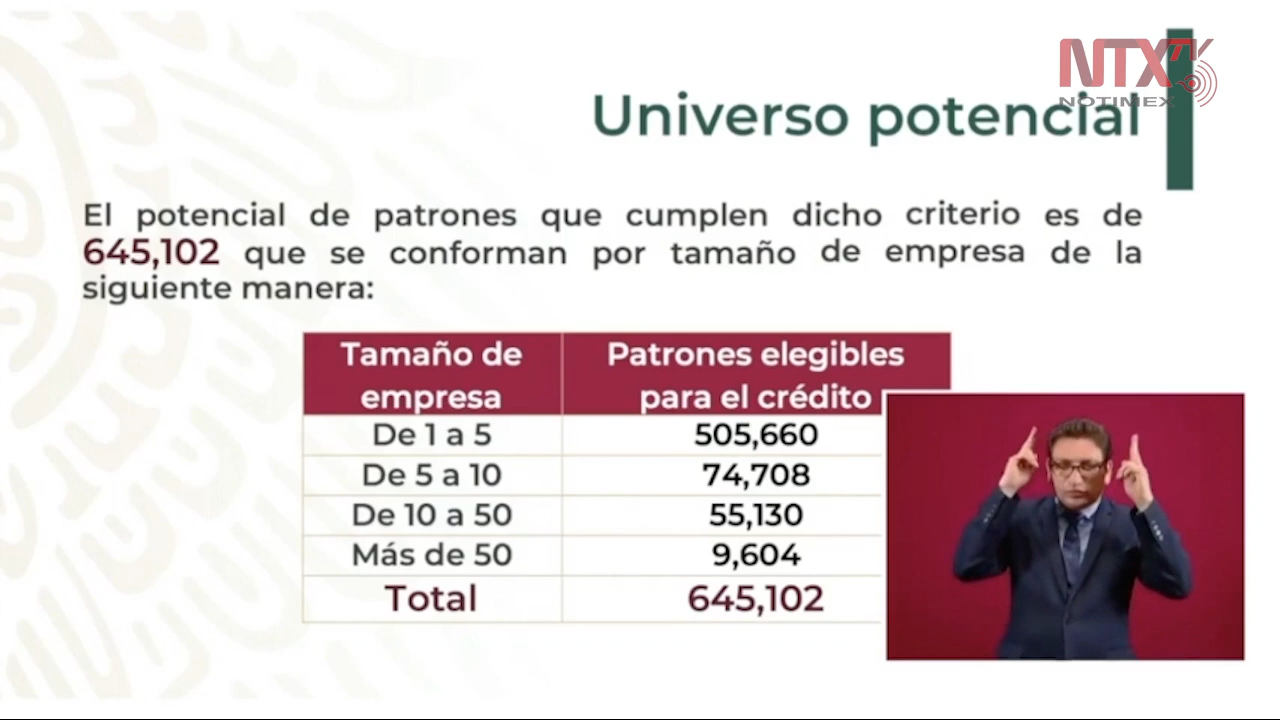 NTXTV
NOTIMEX
Universo potencial
El potencial de patrones que cumplen dicho criterio es de
645,102 que se conforman por tamaño de empresa de la
siguiente manera:
Tamaño de empresa
Patrones elegibles para el crédito
De 1 a 5 505,660
De 5 a 10 74,708
De 10 a 50 55,130
Más de 50 9,604
Total 645,102